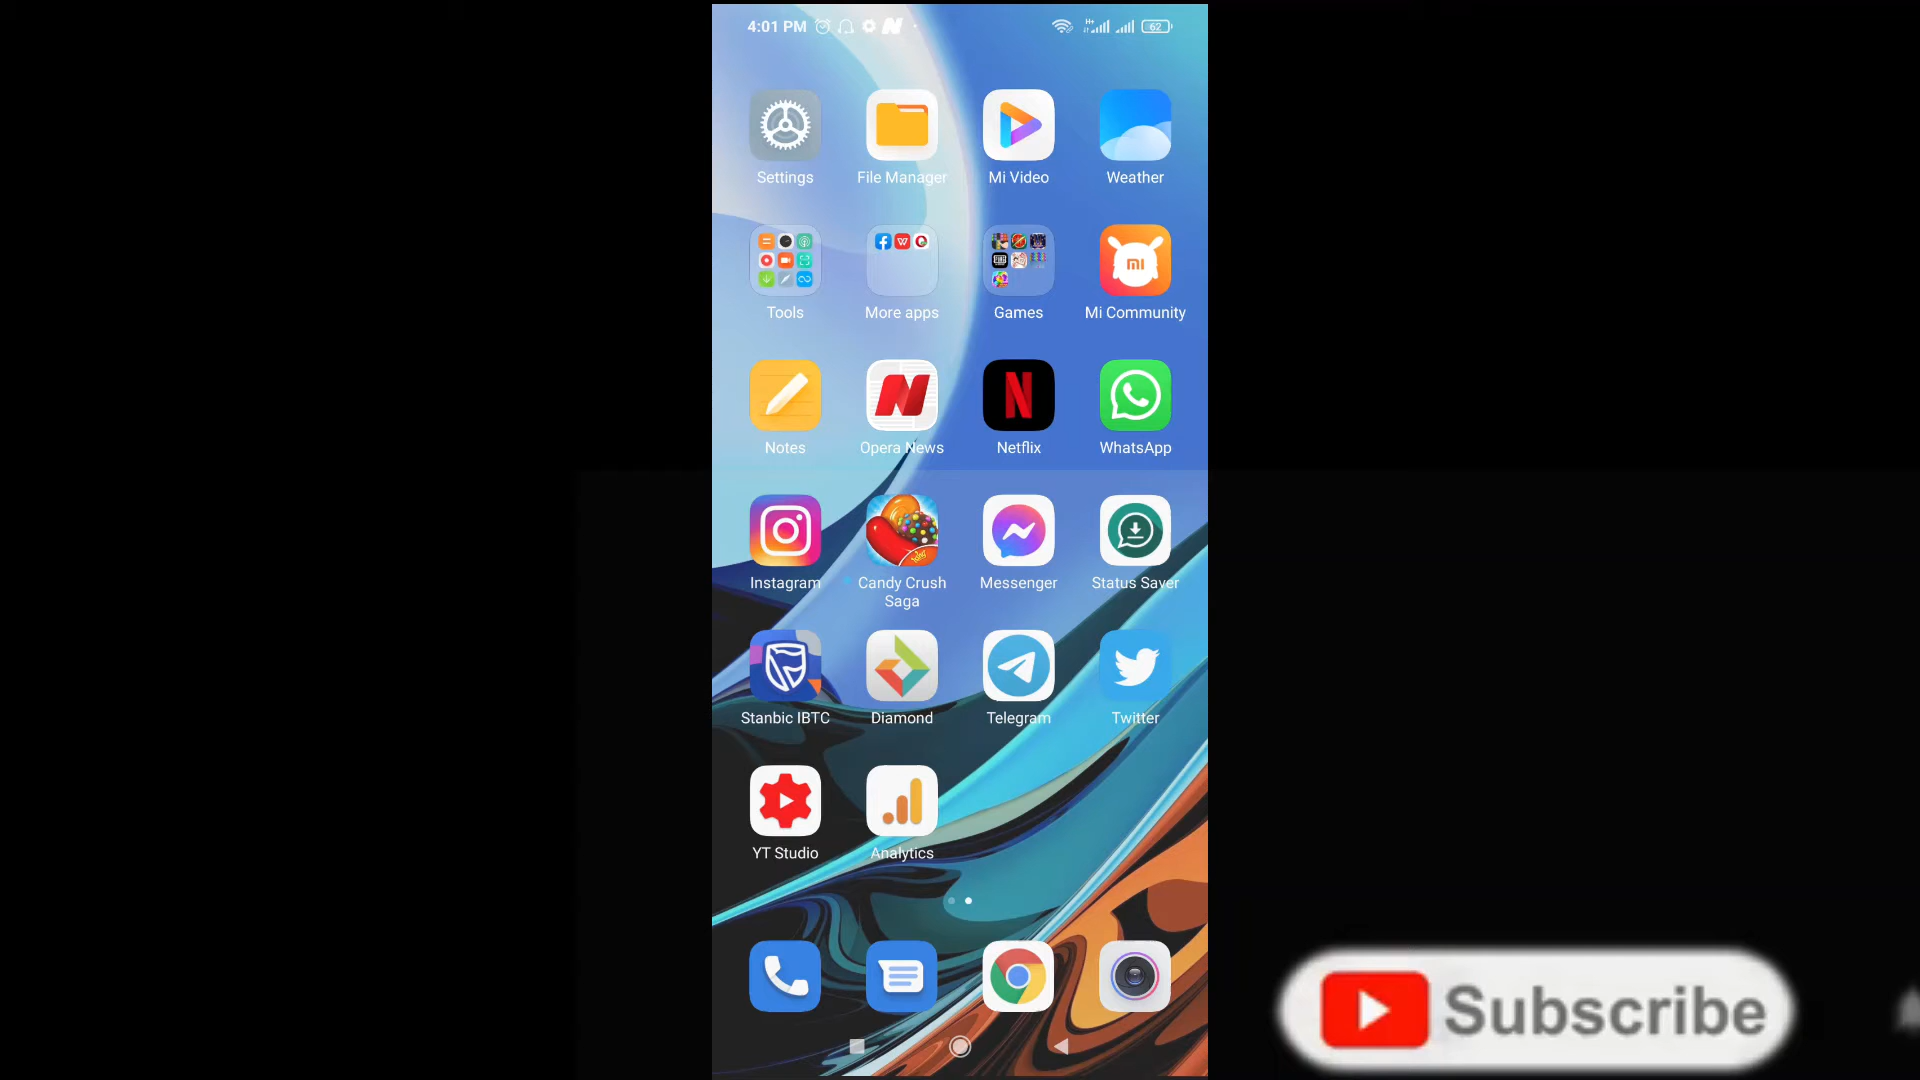 4:01 PM
62
Settings
File Manager
Mi Video
Weather
Tools
More apps
Games
Mi Community
Notes
Opera News
Netflix
WhatsApp
Instagram
Candy Crush
Saga
Messenger
Status Saver
Stanbic IBTC
Diamond
Telegram
Twitter
YT Studio
Analytics
Subscribe